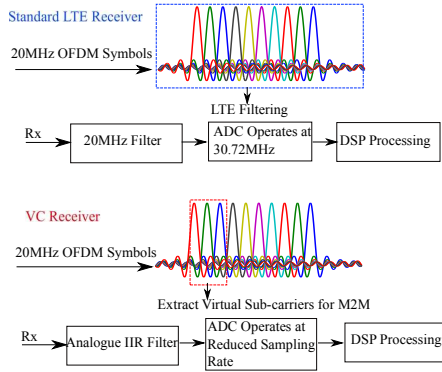 Standard LTE Receiver
20MHz OFDM Symbols
LTE Filtering
Rx
20MHz Filter
ADC Operates at
30.72MHz
DSP Processing
VC Receiver
20MHz OFDM Symbols
Extract Virtual Sub-carriers for M2M
Rx
Analogue IIR Filter
ADC Operates at
Reduced Sampling
Rate
DSP Processing